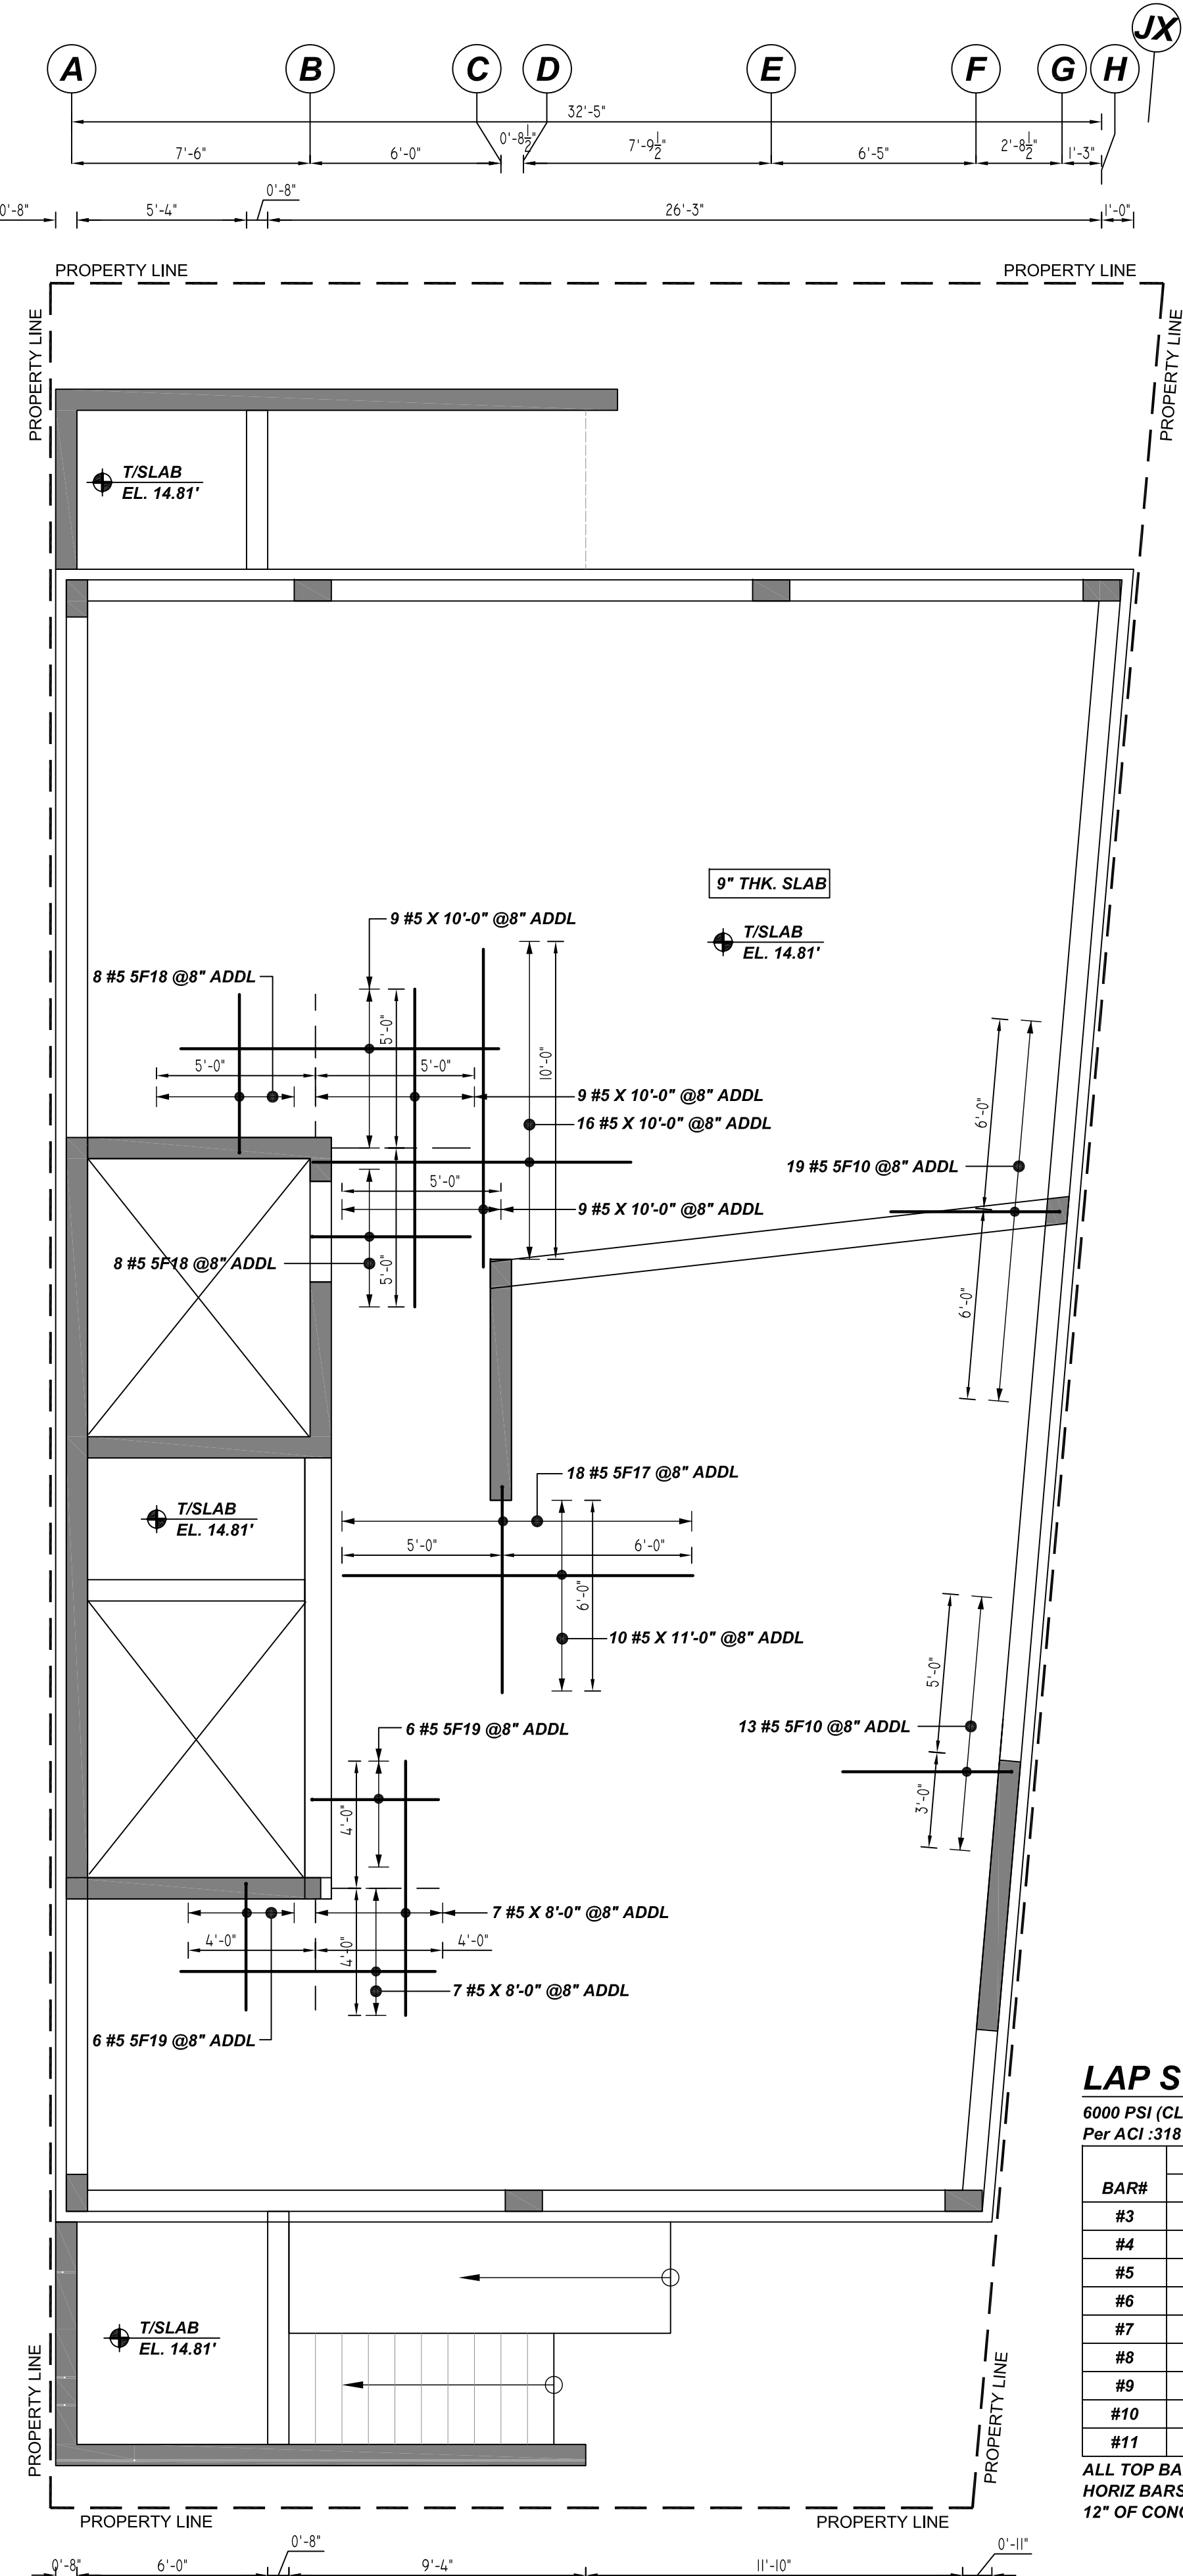 A B C D E F G H JX
32'-5"
7'-6" 6'-0" 0'-8½" 7'-9½" 6'-5" 2'-8½" 1'-3"
0'-8" 5'-4" 0'-8" 26'-3" 1'-0"
PROPERTY LINE PROPERTY LINE
PROPERTY LINE
PROPERTY LINE
T/SLAB
EL. 14.81'
9" THK. SLAB
T/SLAB
EL. 14.81'
9 #5 X 10'-0" @8" ADDL
8 #5 5F18 @8" ADDL
5'-0"
10'-0"
5'-0" 5'-0"
9 #5 X 10'-0" @8" ADDL
16 #5 X 10'-0" @8" ADDL
6'-0"
19 #5 5F10 @8" ADDL
5'-0"
9 #5 X 10'-0" @8" ADDL
8 #5 5F18 @8" ADDL
5'-0"
6'-0"
18 #5 5F17 @8" ADDL
T/SLAB
EL. 14.81'
5'-0" 6'-0"
6'-0"
10 #5 X 11'-0" @8" ADDL
5'-0"
6 #5 5F19 @8" ADDL
13 #5 5F10 @8" ADDL
4'-0"
3'-0"
7 #5 X 8'-0" @8" ADDL
4'-0" 4'-0" 4'-0"
7 #5 X 8'-0" @8" ADDL
6 #5 5F19 @8" ADDL
LAP S
6000 PSI (CL
Per ACI :318
BAR#
#3
#4
#5
#6
#7
#8
#9
#10
#11
ALL TOP BA
HORIZ BARS
12" OF CONC
T/SLAB
EL. 14.81'
PROPERTY LINE
PROPERTY LINE
PROPERTY LINE PROPERTY LINE
0'-8" 6'-0" 0'-8" 9'-4" 11'-10" 0'-11"